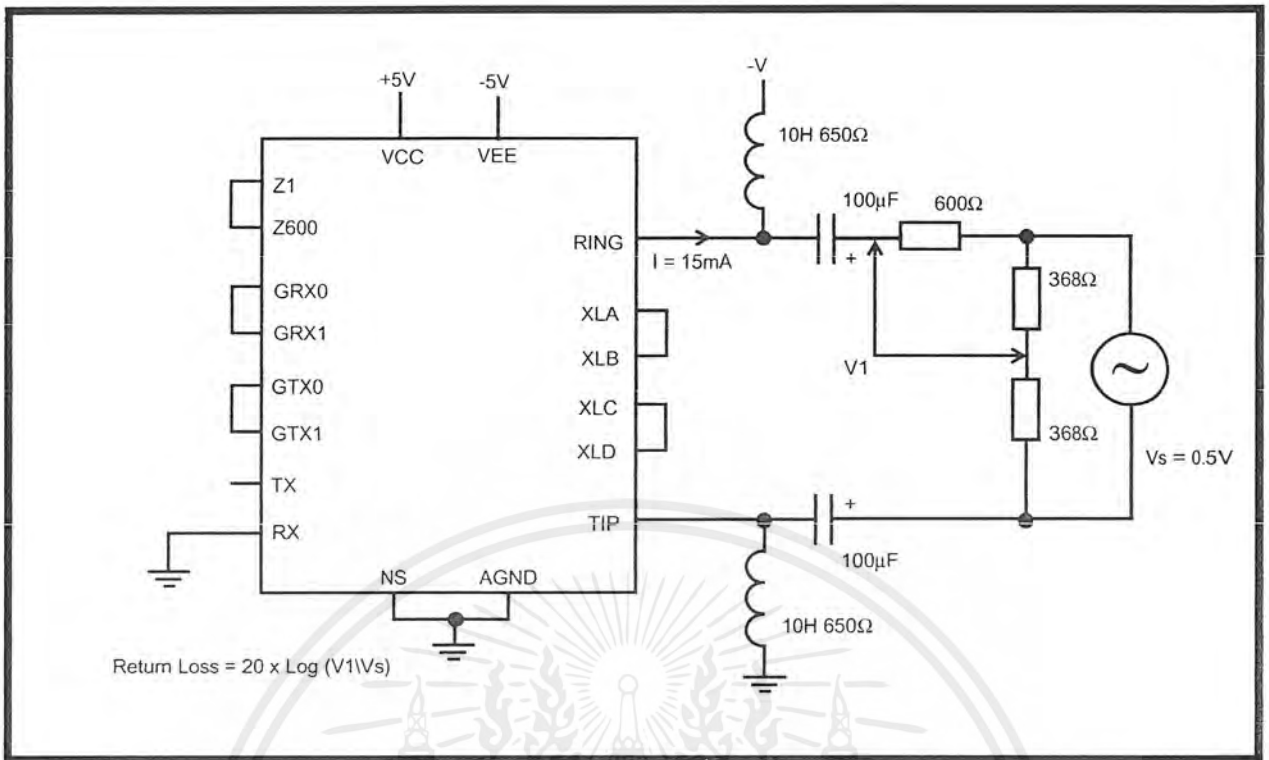 +5V
-5V
-V
VCC
VEE
10H 650Ω
Z1
Z600
100µF
600Ω
RING
I = 15mA
+
368Ω
GRX0
GRX1
XLA
XLB
V1
GTX0
GTX1
XLC
XLD
368Ω
Vs = 0.5V
TX
RX
TIP
+
100µF
NS
AGND
10H 650Ω
Return Loss = 20 x Log (V1\Vs)